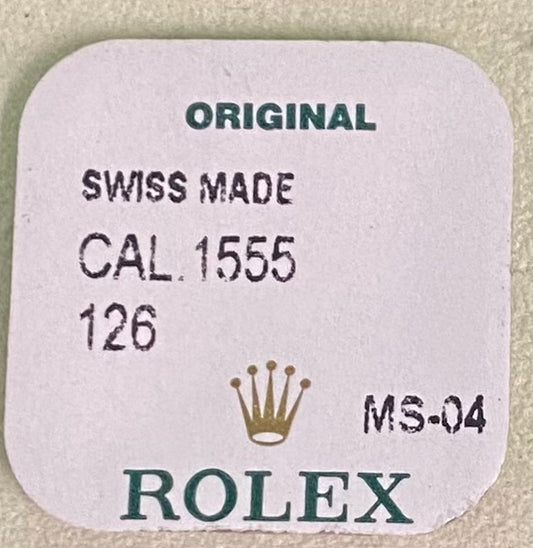 ORIGINAL
SWISS MADE
CAL. 1555
126
MS-04
ROLEX